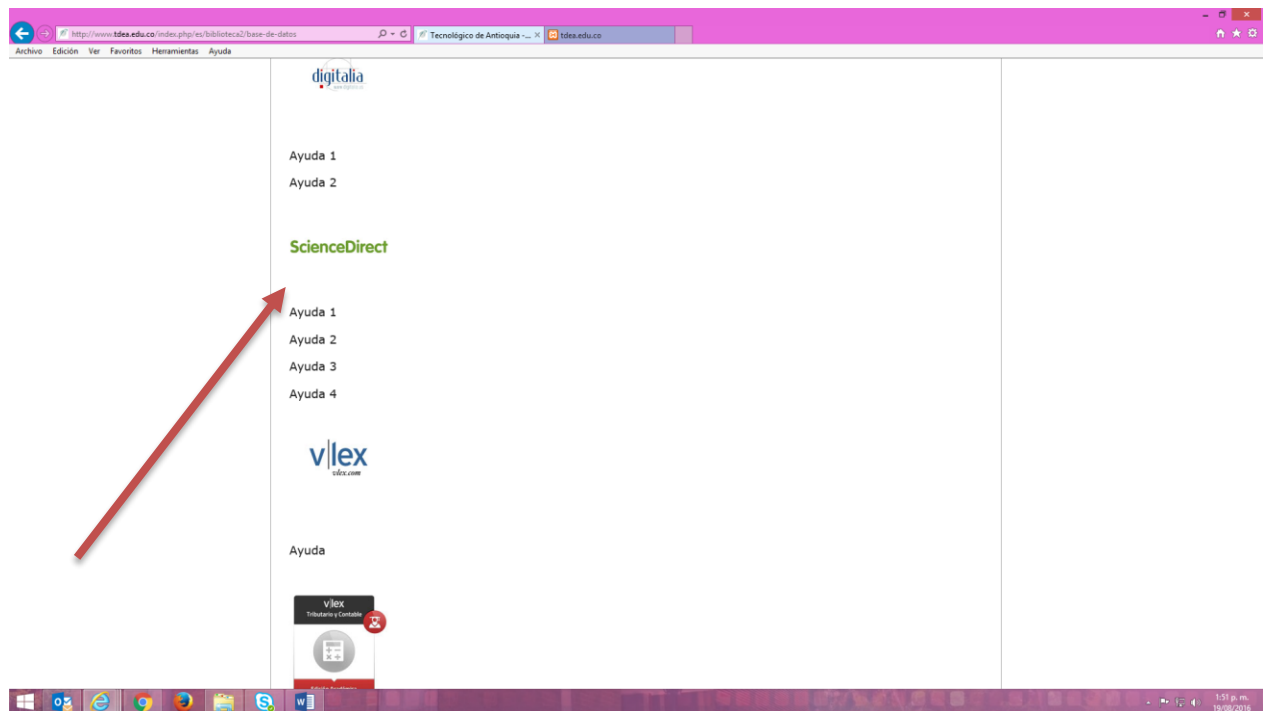 http://www.tdea.edu.co/index.php/es/biblioteca2/base-de-datos
Tecnológico de Antioquia -...
tdea.edu.co
Archivo Edición Ver Favoritos Herramientas Ayuda
digitalia
Ayuda 1
Ayuda 2
ScienceDirect
Ayuda 1
Ayuda 2
Ayuda 3
Ayuda 4
v|lex
vlex.com
Ayuda
v|lex
Tributario y Contable
1:51 p. m.
19/08/2016